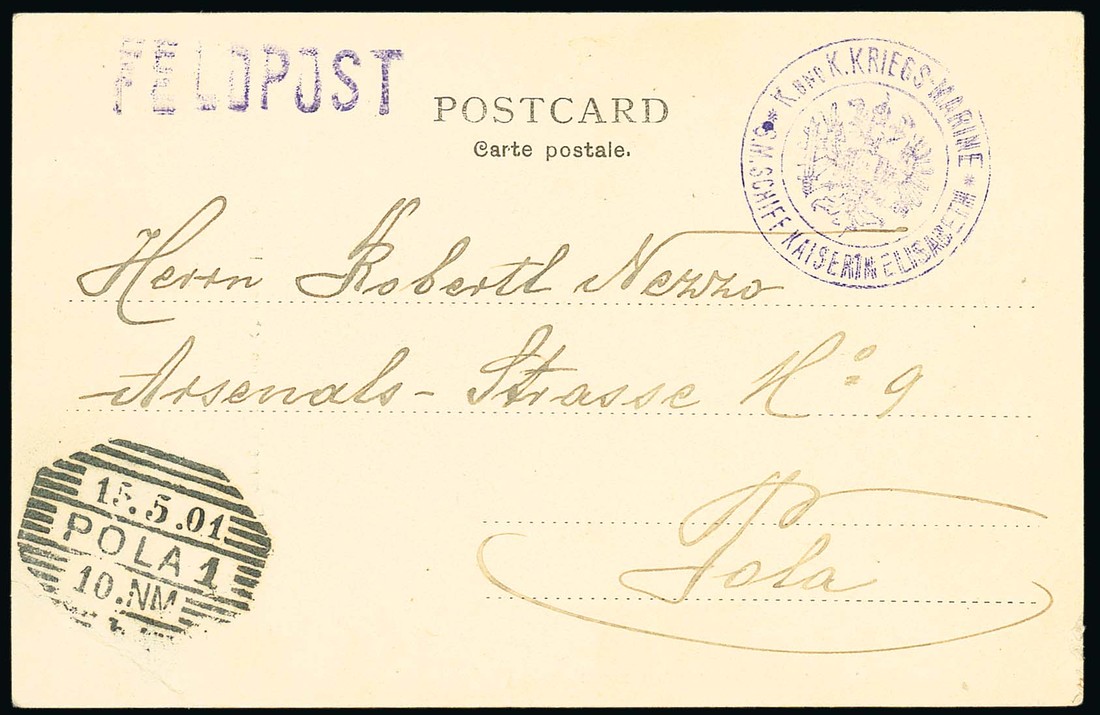 FELDPOST
POSTCARD
Carte postale.
* K. UND K. KRIEGS-MARINE *
S.M. SCHIFF KAISERIN ELISABETH
Herrn Robertl Nezzo
Arsenals-Strasse No 9
Pola
15.5.01
POLA 1
10.NM